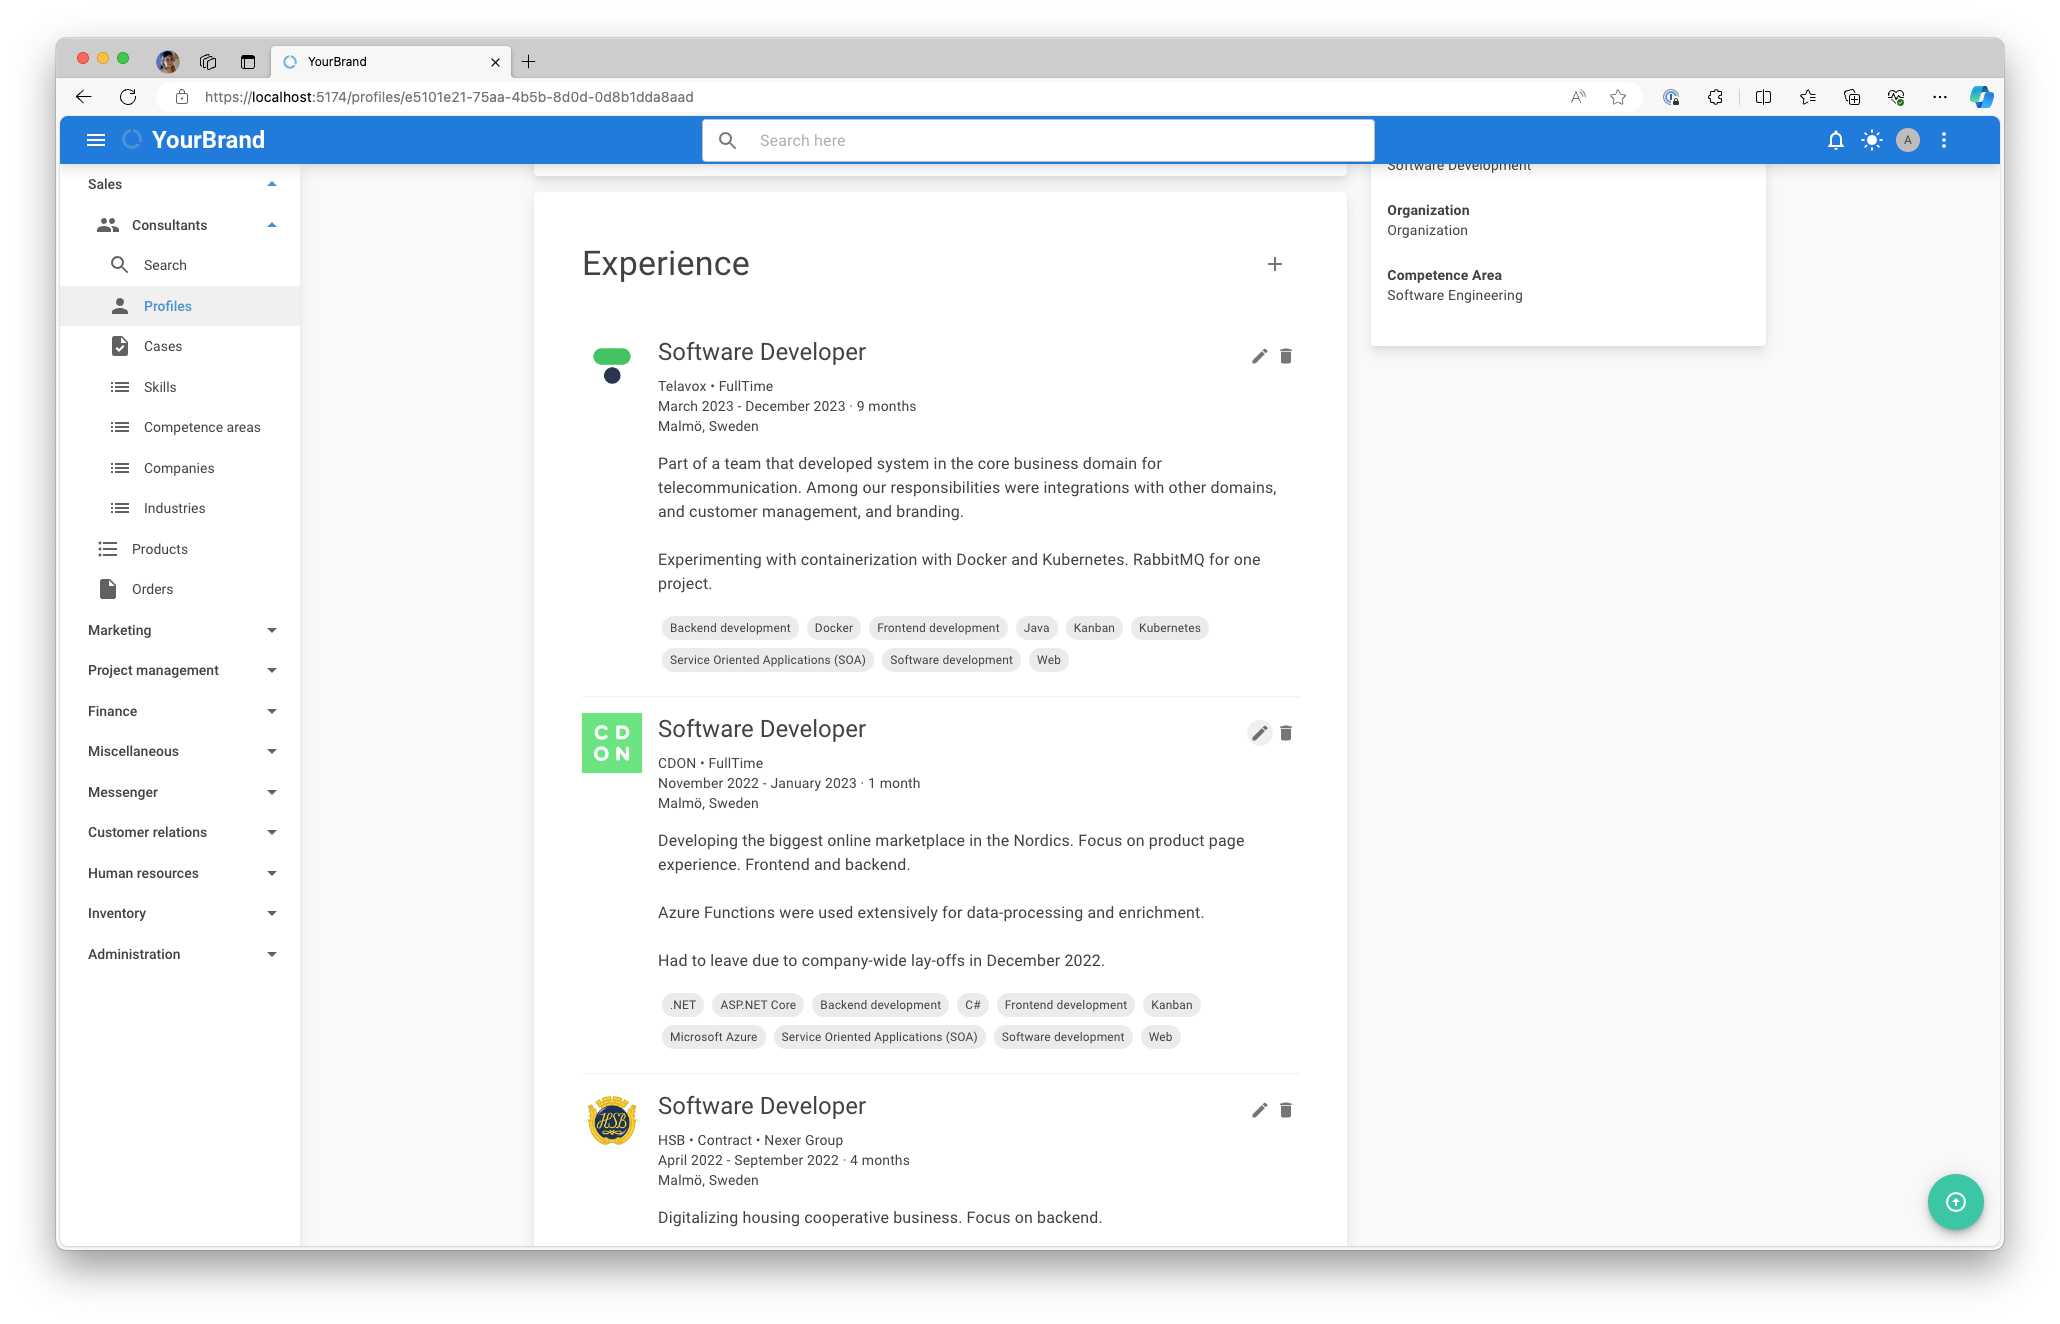 YourBrand
https://localhost:5174/profiles/e5101e21-75aa-4b5b-8d0d-0d8b1dda8aad
YourBrand
Search here
A
Sales
Consultants
Search
Profiles
Cases
Skills
Competence areas
Companies
Industries
Products
Orders
Marketing
Project management
Finance
Miscellaneous
Messenger
Customer relations
Human resources
Inventory
Administration
Experience
Software Developer
Telavox • FullTime
March 2023 - December 2023 · 9 months
Malmö, Sweden
Part of a team that developed system in the core business domain for
telecommunication. Among our responsibilities were integrations with other domains,
and customer management, and branding.
Experimenting with containerization with Docker and Kubernetes. RabbitMQ for one
project.
Backend development Docker Frontend development Java Kanban Kubernetes
Service Oriented Applications (SOA) Software development Web
CD
ON
Software Developer
CDON • FullTime
November 2022 - January 2023 · 1 month
Malmö, Sweden
Developing the biggest online marketplace in the Nordics. Focus on product page
experience. Frontend and backend.
Azure Functions were used extensively for data-processing and enrichment.
Had to leave due to company-wide lay-offs in December 2022.
.NET ASP.NET Core Backend development C# Frontend development Kanban
Microsoft Azure Service Oriented Applications (SOA) Software development Web
HSB
Software Developer
HSB • Contract • Nexer Group
April 2022 - September 2022 · 4 months
Malmö, Sweden
Digitalizing housing cooperative business. Focus on backend.
Software Development
Organization
Organization
Competence Area
Software Engineering